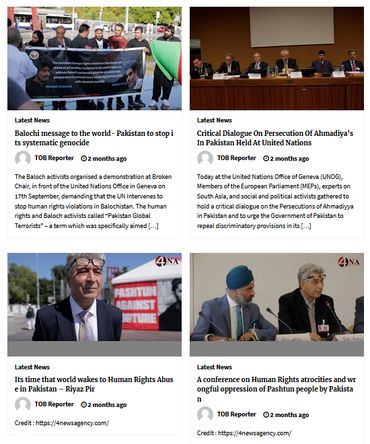 Latest News
Balochi message to the world- Pakistan to stop i
ts systematic genocide
TOB Reporter 2 months ago
The Baloch activists organised a demonstration at Broken
Chair, in front of the United Nations Office in Geneva on
17th September, demanding that the UN intervenes to
stop human rights violations in Balochistan. The human
rights and Baloch activists called “Pakistan Global
Terrorists” – a term which was specifically aimed [...]
Latest News
Critical Dialogue On Persecution Of Ahmadiya's
In Pakistan Held At United Nations
TOB Reporter 2 months ago
Today at the United Nations Office of Geneva (UNOG),
Members of the European Parliament (MEPs), experts on
South Asia, and social and political activists gathered to
hold a critical dialogue on the Persecutions of Ahmadiyya
in Pakistan and to urge the Government of Pakistan to
repeal discriminatory provisions in its [...]
4NA
PASHTUN
AGAINST
TORTURE
Latest News
Its time that world wakes to Human Rights Abus
e in Pakistan – Riyaz Pir
TOB Reporter 2 months ago
Credit : https://4newsagency.com/
4NA
Latest News
A conference on Human Rights atrocities and wr
ongful oppression of Pashtun people by Pakista
n
TOB Reporter 2 months ago
Credit : https://4newsagency.com/